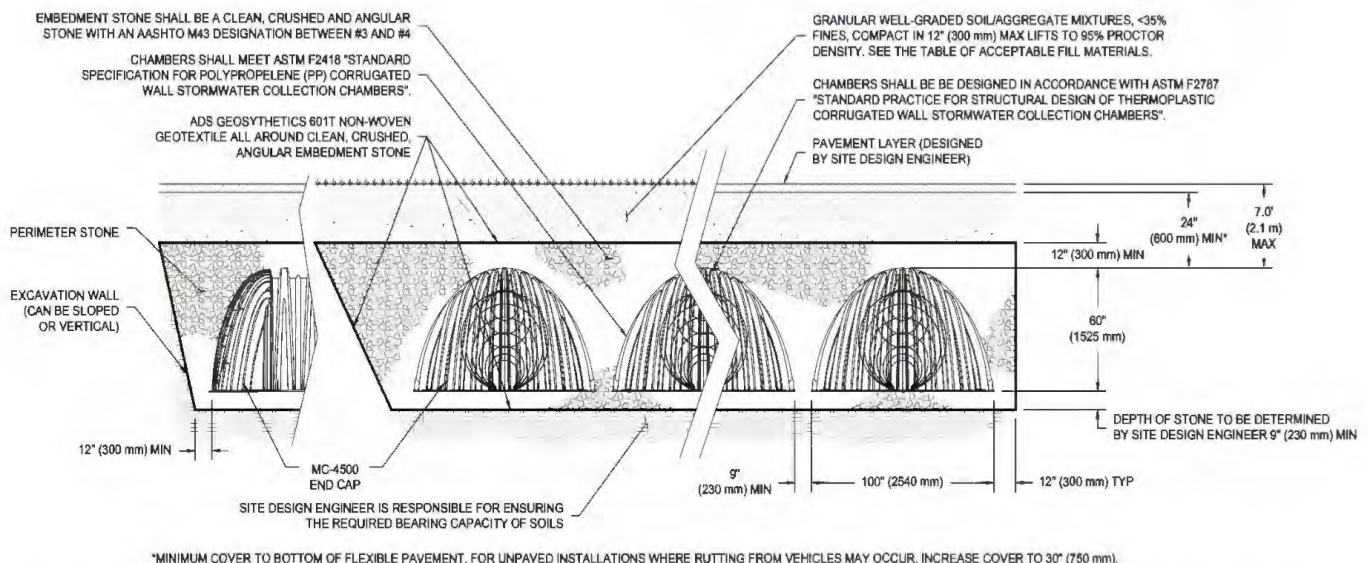 EMBEDMENT STONE SHALL BE A CLEAN, CRUSHED AND ANGULAR
STONE WITH AN AASHTO M43 DESIGNATION BETWEEN #3 AND #4
CHAMBERS SHALL MEET ASTM F2418 "STANDARD
SPECIFICATION FOR POLYPROPELENE (PP) CORRUGATED
WALL STORMWATER COLLECTION CHAMBERS".
ADS GEOSYTHETICS 601T NON-WOVEN
GEOTEXTILE ALL AROUND CLEAN, CRUSHED,
ANGULAR EMBEDMENT STONE
GRANULAR WELL-GRADED SOIL/AGGREGATE MIXTURES, <35%
FINES, COMPACT IN 12" (300 mm) MAX LIFTS TO 95% PROCTOR
DENSITY. SEE THE TABLE OF ACCEPTABLE FILL MATERIALS.
CHAMBERS SHALL BE BE DESIGNED IN ACCORDANCE WITH ASTM F2787
"STANDARD PRACTICE FOR STRUCTURAL DESIGN OF THERMOPLASTIC
CORRUGATED WALL STORMWATER COLLECTION CHAMBERS".
PAVEMENT LAYER (DESIGNED
BY SITE DESIGN ENGINEER)
PERIMETER STONE
EXCAVATION WALL
(CAN BE SLOPED
OR VERTICAL)
24"
(600 mm) MIN*
7.0'
(2.1 m)
MAX
12" (300 mm) MIN
60"
(1525 mm)
DEPTH OF STONE TO BE DETERMINED
BY SITE DESIGN ENGINEER 9" (230 mm) MIN
12" (300 mm) MIN
MC-4500
END CAP
9"
(230 mm) MIN
100" (2540 mm)
12" (300 mm) TYP
SITE DESIGN ENGINEER IS RESPONSIBLE FOR ENSURING
THE REQUIRED BEARING CAPACITY OF SOILS
*MINIMUM COVER TO BOTTOM OF FLEXIBLE PAVEMENT. FOR UNPAVED INSTALLATIONS WHERE RUTTING FROM VEHICLES MAY OCCUR, INCREASE COVER TO 30" (750 mm).